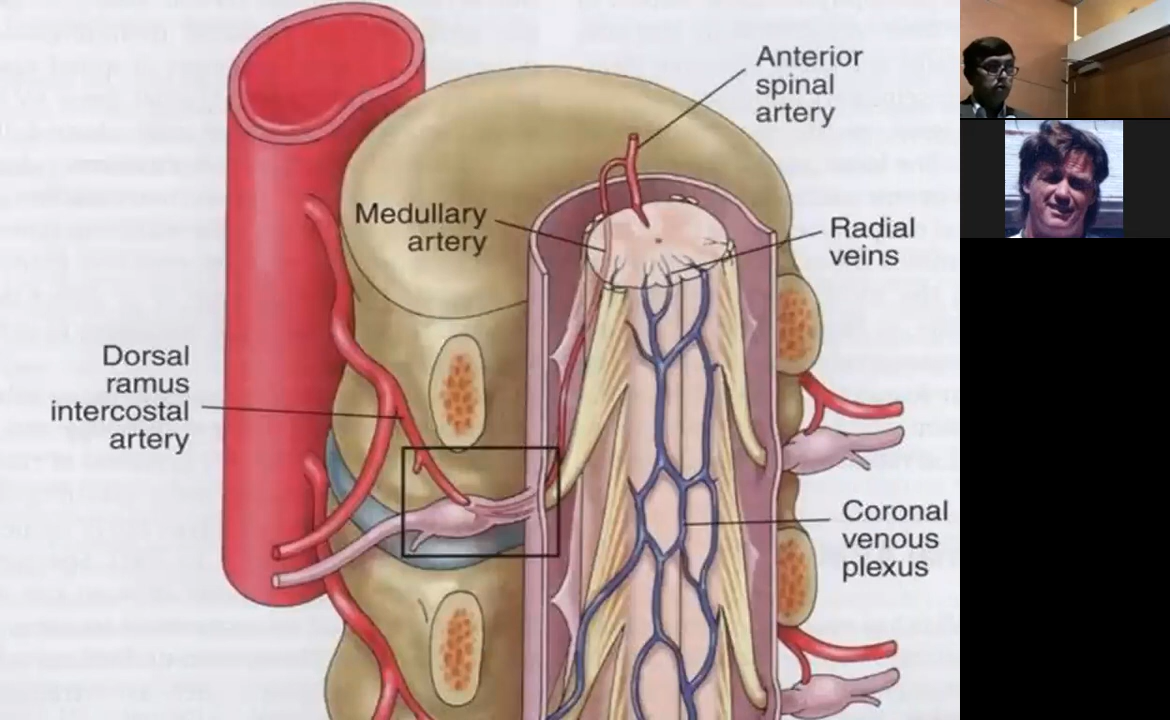 Anterior
spinal
artery
Medullary
artery
Radial
veins
Dorsal
ramus
intercostal
artery
Coronal
venous
plexus